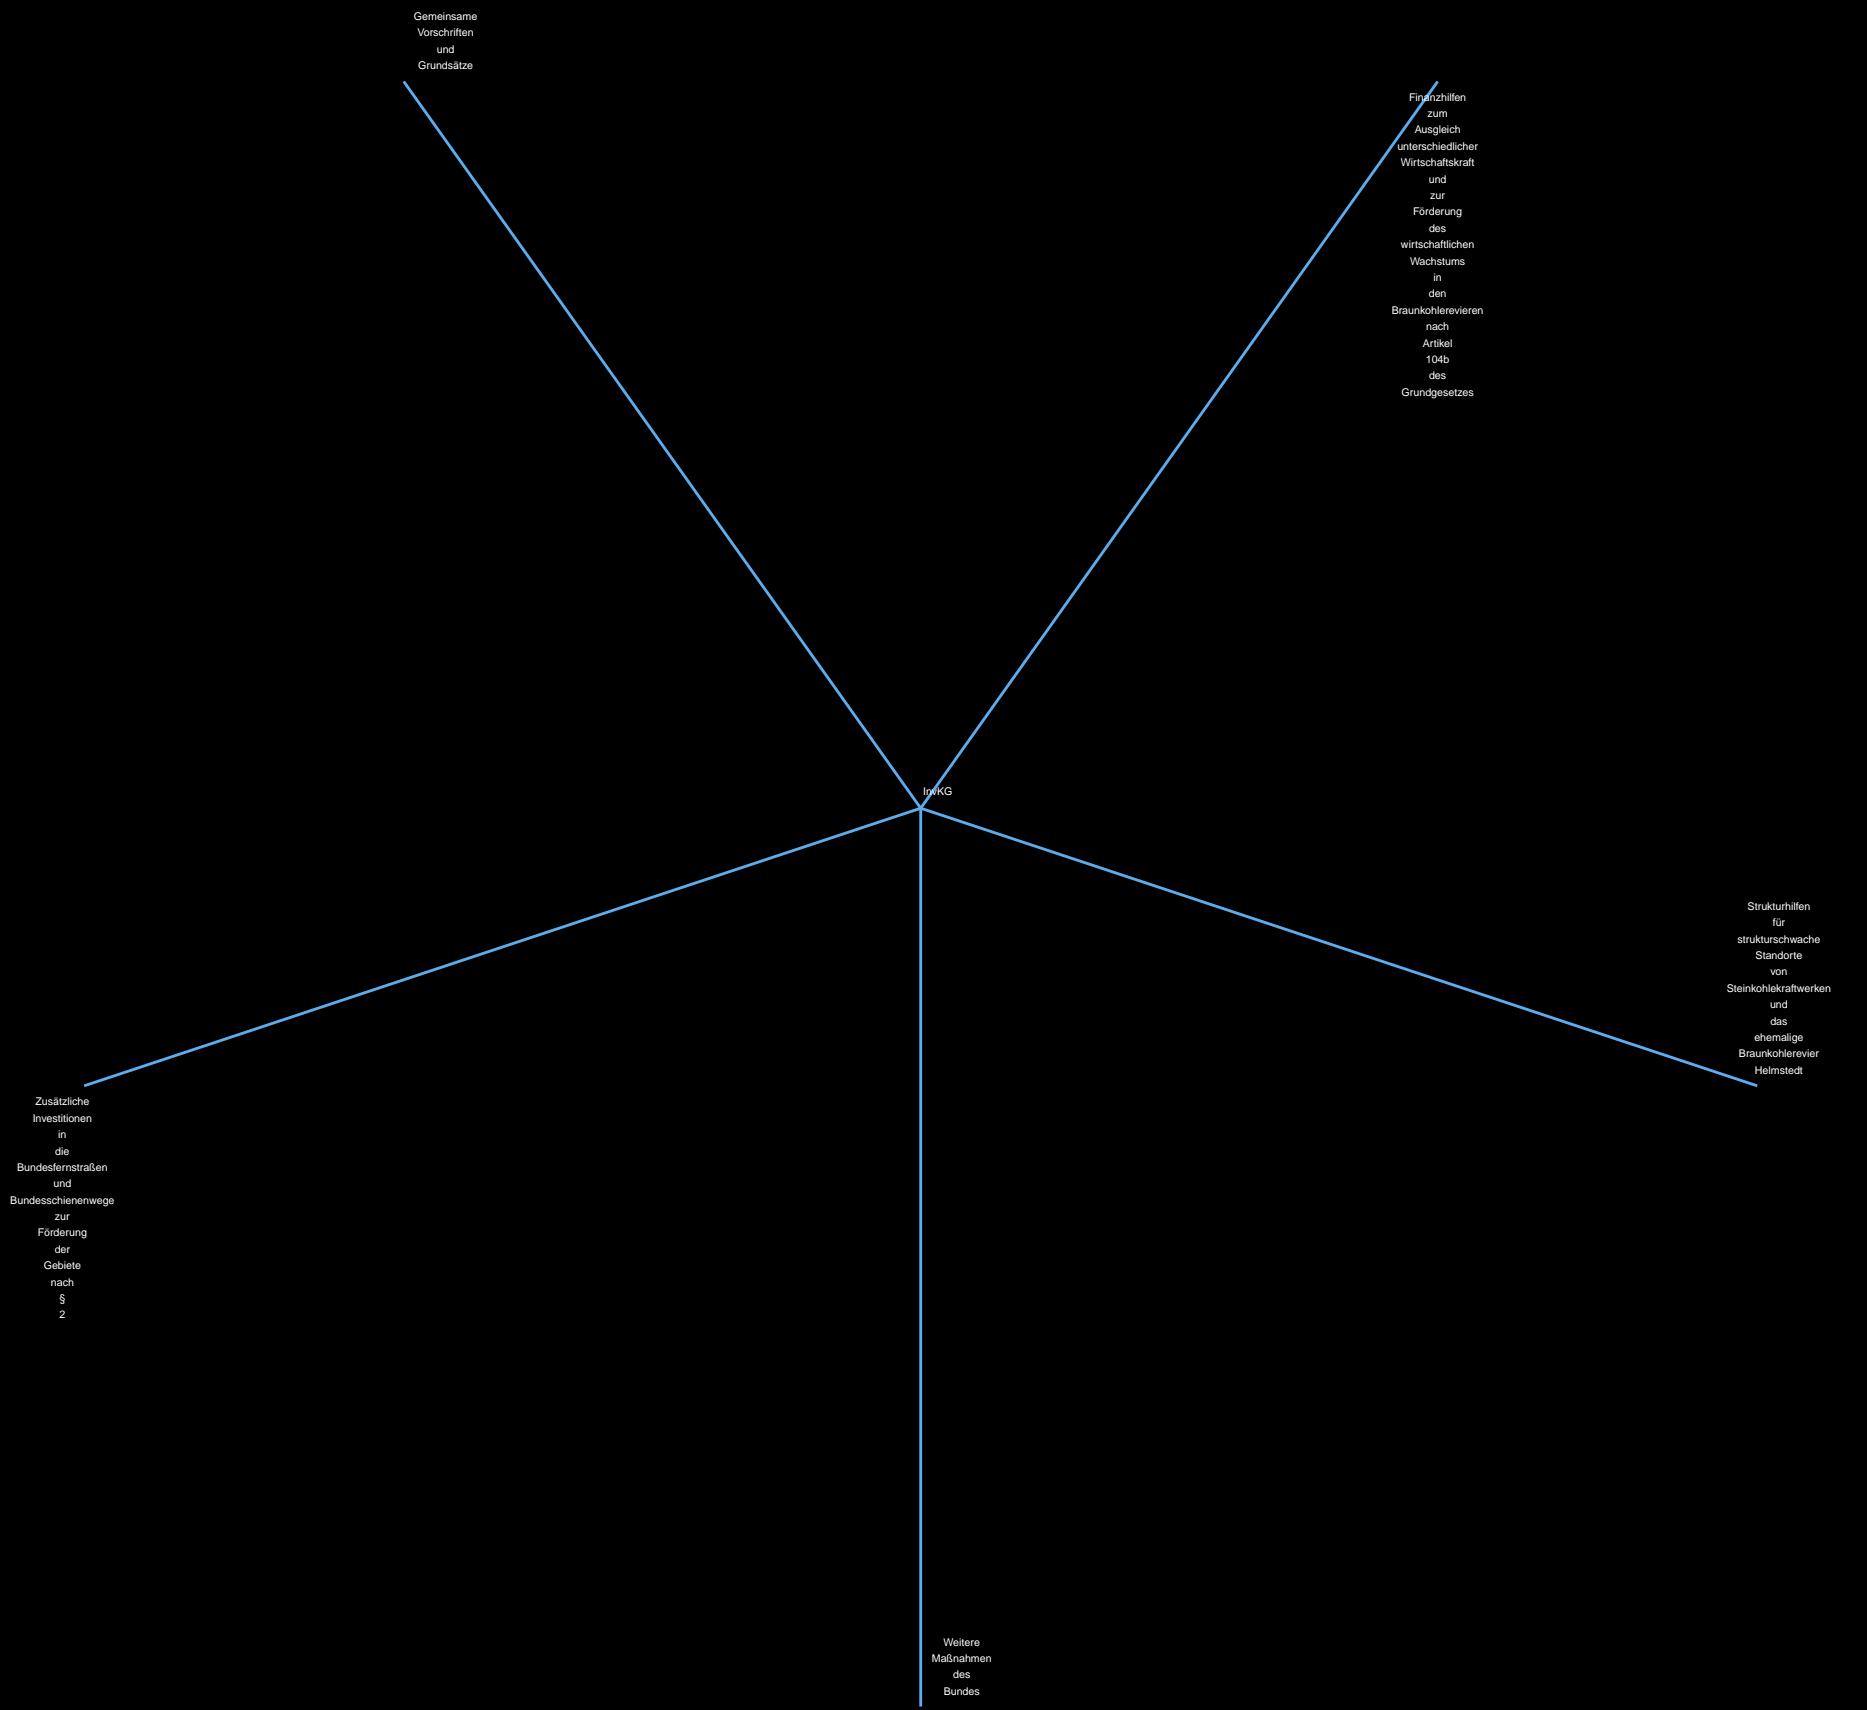 Gemeinsame
Vorschriften
und
Grundsätze
Finanzhilfen
zum
Ausgleich
unterschiedlicher
Wirtschaftskraft
und
zur
Förderung
des
wirtschaftlichen
Wachstums
in
den
Braunkohlerevieren
nach
Artikel
104b
des
Grundgesetzes
InvKG
Strukturhilfen
für
strukturschwache
Standorte
von
Steinkohlekraftwerken
und
das
ehemalige
Braunkohlerevier
Helmstedt
Zusätzliche
Investitionen
in
die
Bundesfernstraßen
und
Bundesschienenwege
zur
Förderung
der
Gebiete
nach
§
2
Weitere
Maßnahmen
des
Bundes